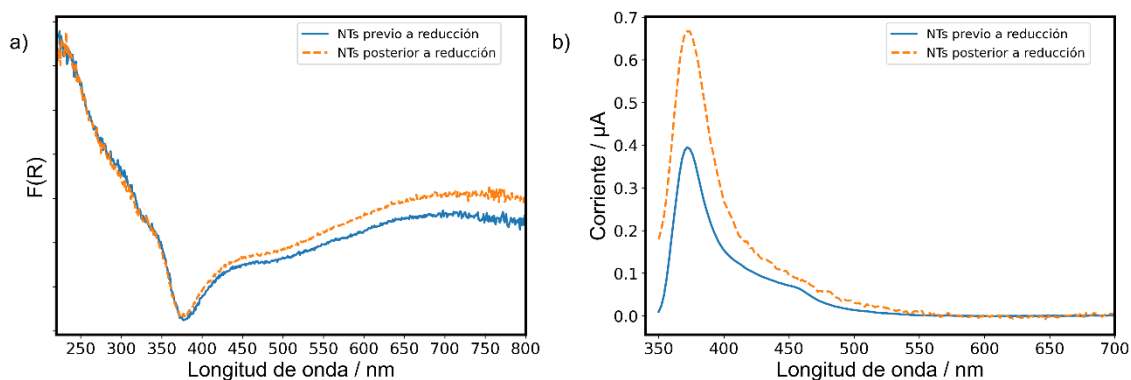 a)
NTs previo a reducción
NTs posterior a reducción
F(R)
250 300 350 400 450 500 550 600 650 700 750 800
Longitud de onda / nm
b)
NTs previo a reducción
NTs posterior a reducción
Corriente / μA
0.7
0.6
0.5
0.4
0.3
0.2
0.1
0.0
350 400 450 500 550 600 650 700
Longitud de onda / nm